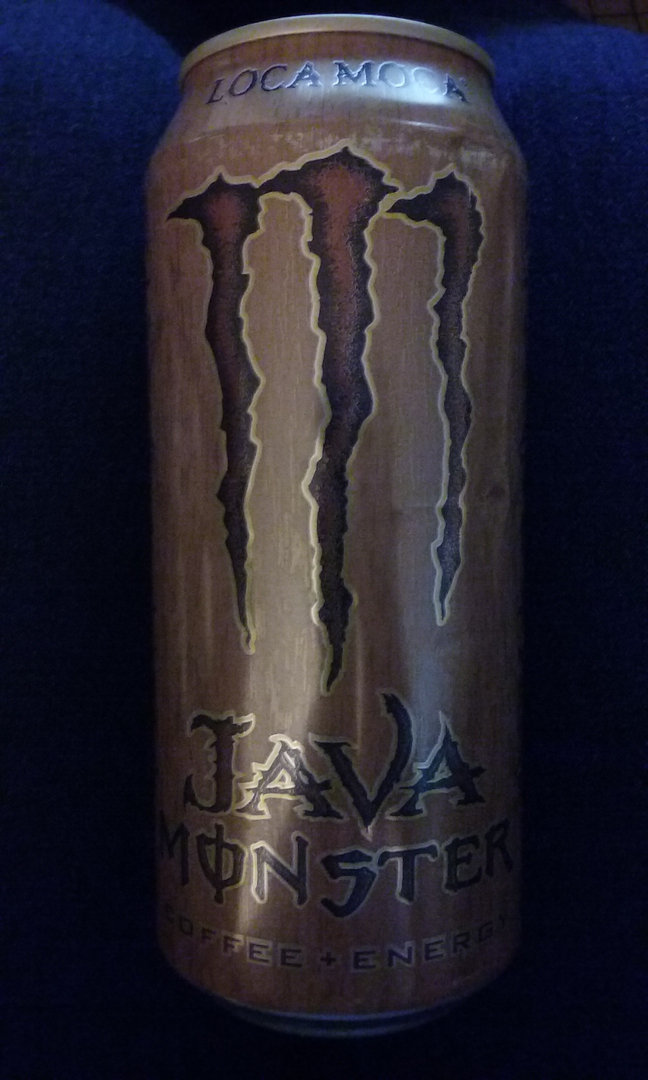 LOCA MOCA
JAVA
MONSTER
COFFEE + ENERGY